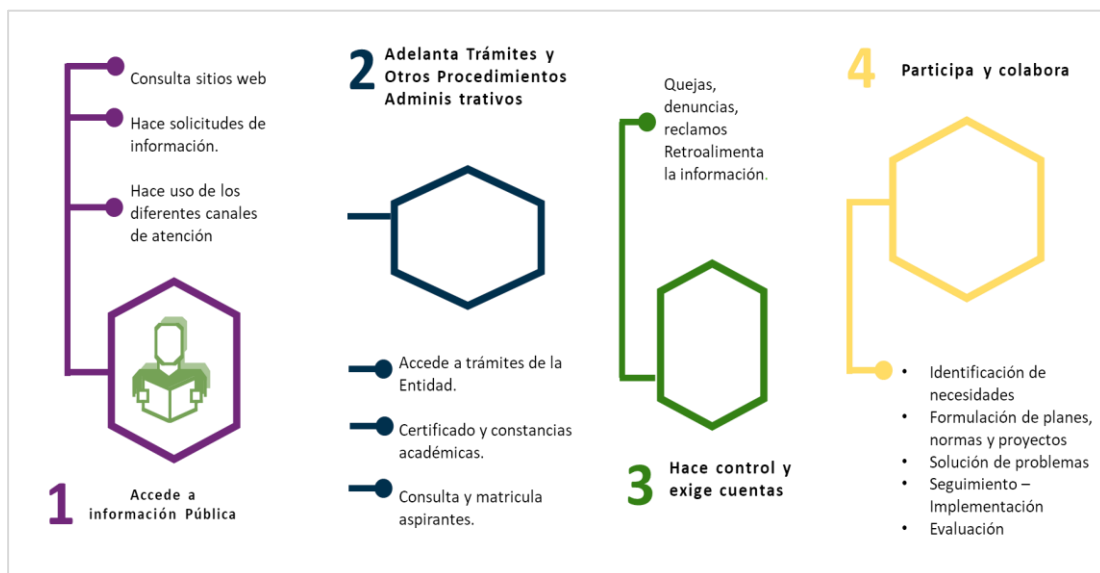 Consulta sitios web
Hace solicitudes de
información.
Hace uso de los
diferentes canales
de atención
1
Accede a
información Pública
2
Adelanta Trámites y
Otros Procedimientos
Adminis trativos
Accede a trámites de la
Entidad.
Certificado y constancias
académicas.
Consulta y matricula
aspirantes.
Quejas,
denuncias,
reclamos
Retroalimenta
la información.
3
Hace control y
exige cuentas
4
Participa y colabora
• Identificación de
necesidades
• Formulación de planes,
normas y proyectos
• Solución de problemas
• Seguimiento –
Implementación
• Evaluación